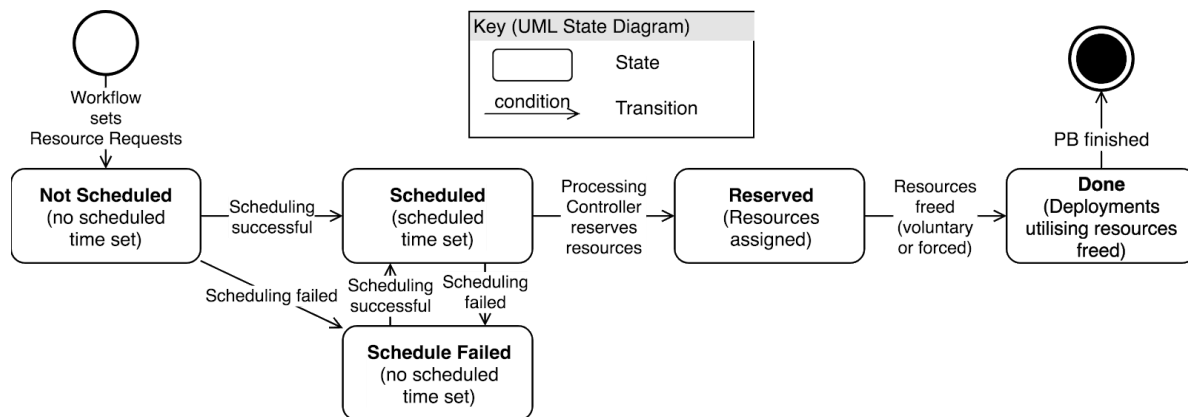 Key (UML State Diagram)
State
condition
Transition
Workflow
sets
Resource Requests
PB finished
Not Scheduled
(no scheduled
time set)
Scheduling
successful
Scheduled
(scheduled
time set)
Processing
Controller
reserves
resources
Reserved
(Resources
assigned)
Resources
freed
(voluntary
or forced)
Done
(Deployments
utilising resources
freed)
Scheduling failed
Scheduling
successful
Scheduling
failed
Schedule Failed
(no scheduled
time set)